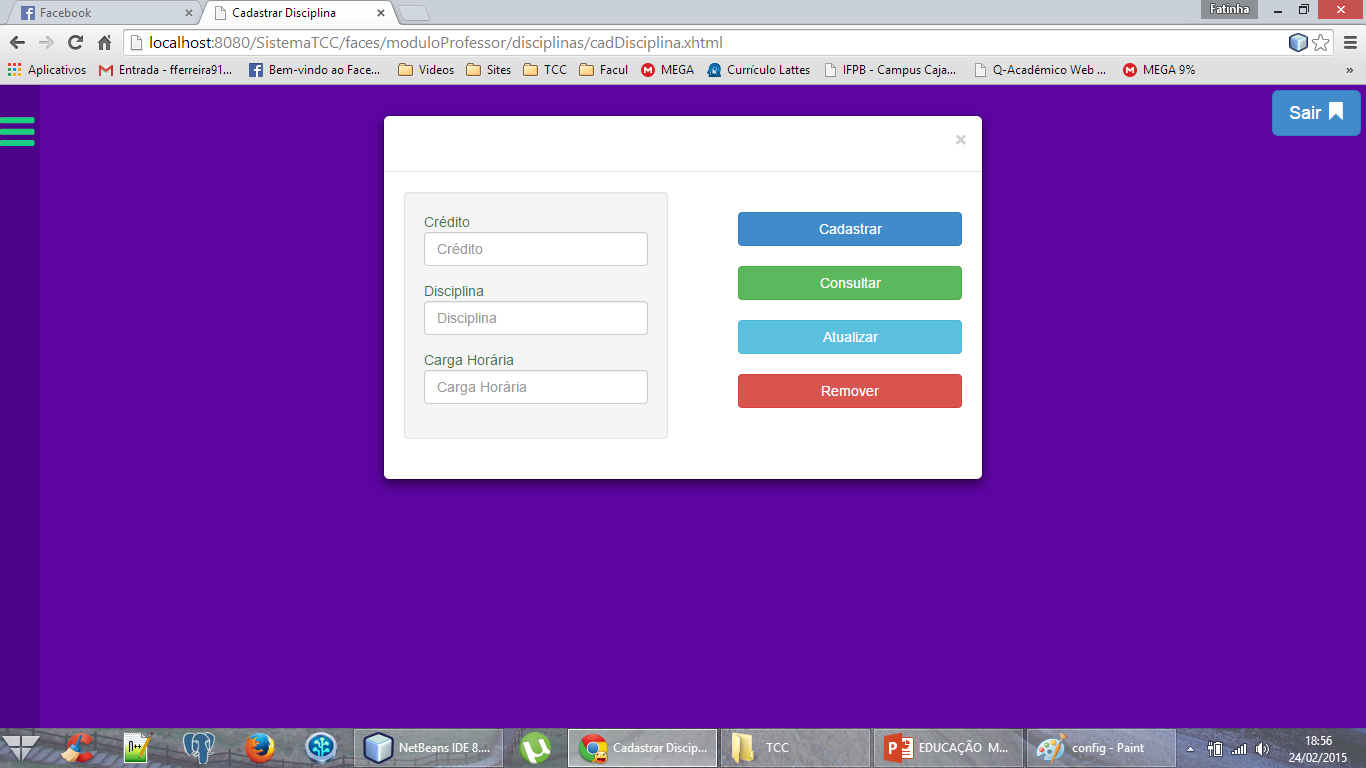 Facebook
Cadastrar Disciplina
Fatinha
localhost:8080/SistemaTCC/faces/moduloProfessor/disciplinas/cadDisciplina.xhtml
Aplicativos
Entrada - fferreira91...
Bem-vindo ao Face...
Videos
Sites
TCC
Facul
MEGA
Currículo Lattes
IFPB - Campus Caja...
Q-Acadêmico Web ...
MEGA 9%
»
Sair
×
Crédito
Crédito
Disciplina
Disciplina
Carga Horária
Carga Horária
Cadastrar
Consultar
Atualizar
Remover
NetBeans IDE 8....
Cadastrar Discip...
TCC
EDUCAÇÃO M...
config - Paint
18:56
24/02/2015